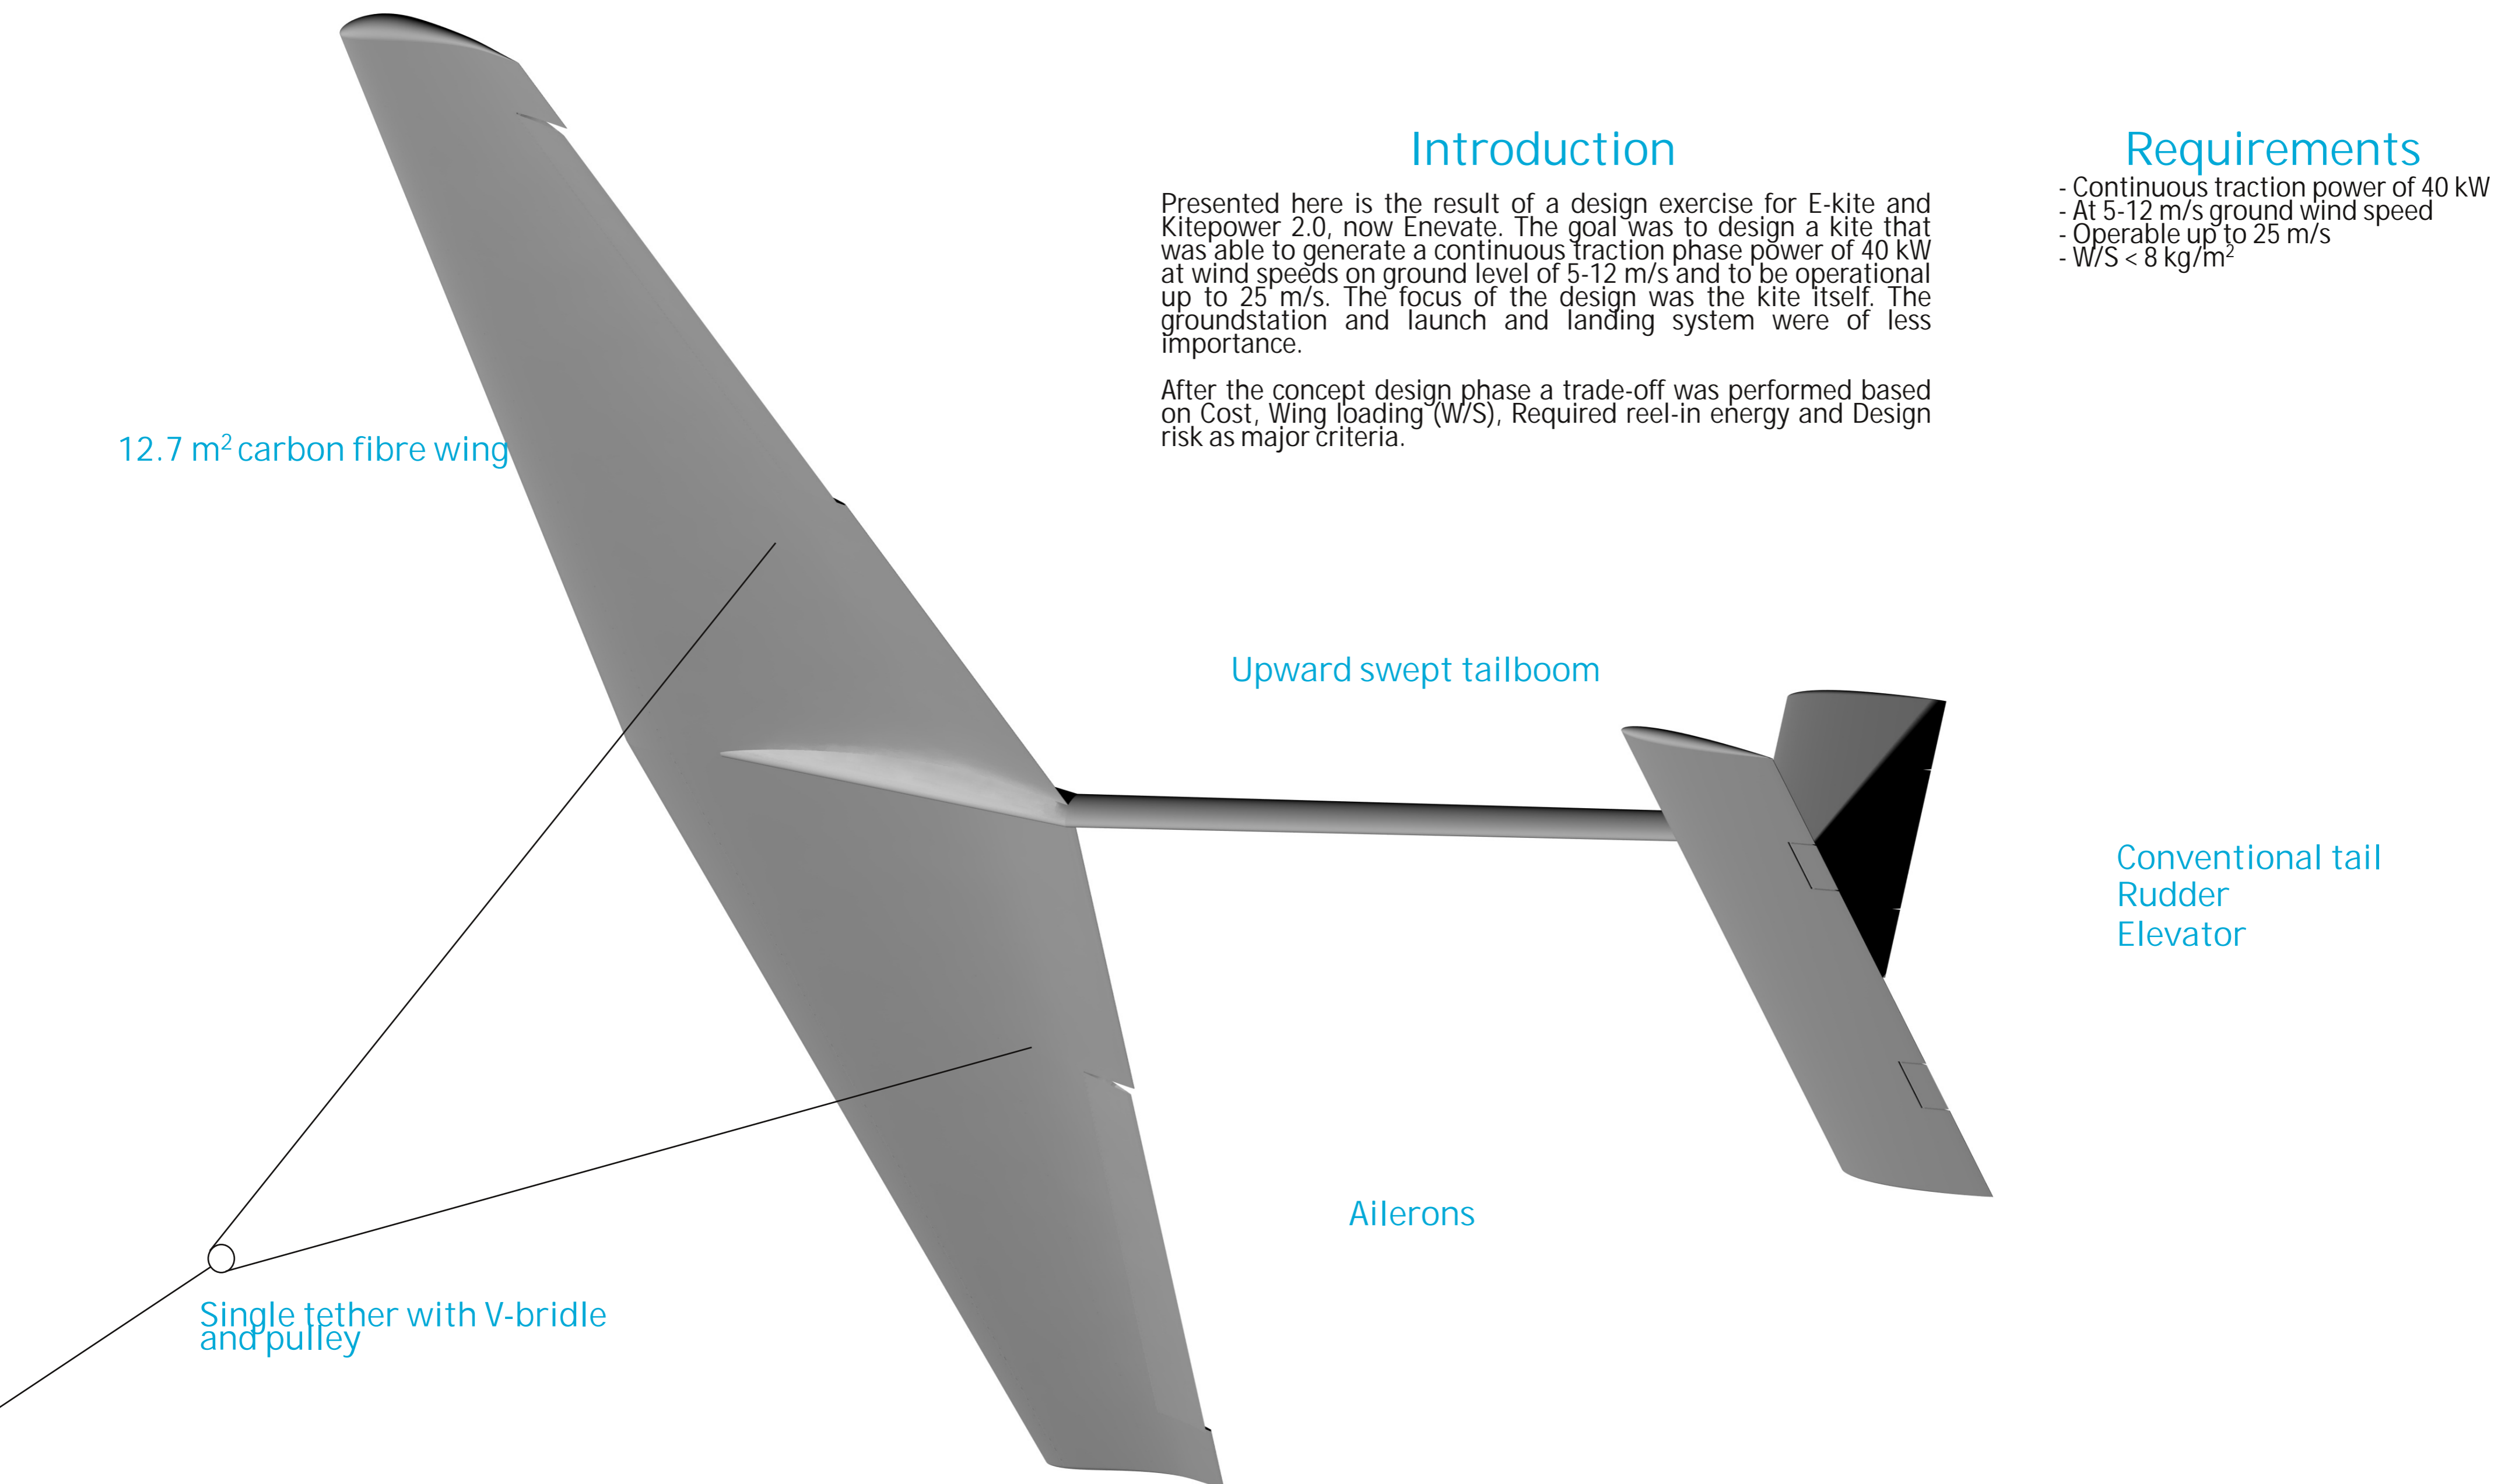 Introduction
Presented here is the result of a design exercise for E-kite and
Kitepower 2.0, now Enevate. The goal was to design a kite that
was able to generate a continuous traction phase power of 40 kW
at wind speeds on ground level of 5-12 m/s and to be operational
up to 25 m/s. The focus of the design was the kite itself. The
groundstation and launch and landing system were of less
importance.
After the concept design phase a trade-off was performed based
on Cost, Wing loading (W/S), Required reel-in energy and Design
risk as major criteria.
Requirements
- Continuous traction power of 40 kW
- At 5-12 m/s ground wind speed
- Operable up to 25 m/s
- W/S < 8 kg/m²
12.7 m² carbon fibre wing
Upward swept tailboom
Conventional tail
Rudder
Elevator
Ailerons
Single tether with V-bridle
and pulley